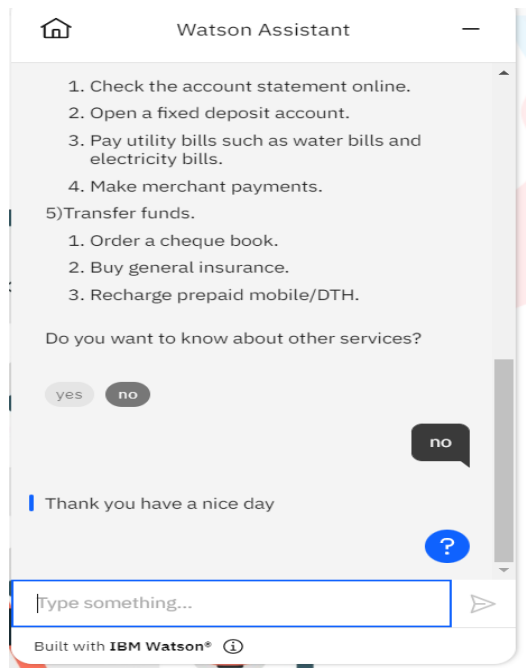 Watson Assistant
1. Check the account statement online.
2. Open a fixed deposit account.
3. Pay utility bills such as water bills and
electricity bills.
4. Make merchant payments.
5)Transfer funds.
1. Order a cheque book.
2. Buy general insurance.
3. Recharge prepaid mobile/DTH.
Do you want to know about other services?
yes no
no
Thank you have a nice day
?
Type something...
Built with IBM Watson®